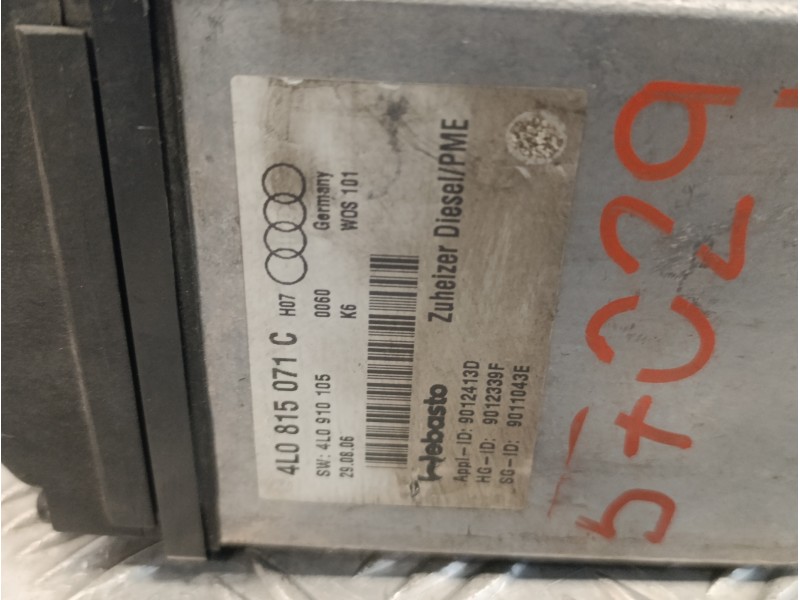 4L0 815 071 C H07
SW: 4L0 910 105 0060 Germany
29.08.06 K6 WOS 101
Webasto Zuheizer Diesel/PME
Appl-ID: 9012413D
HG-ID: 9012339F
SG-ID: 9011043E